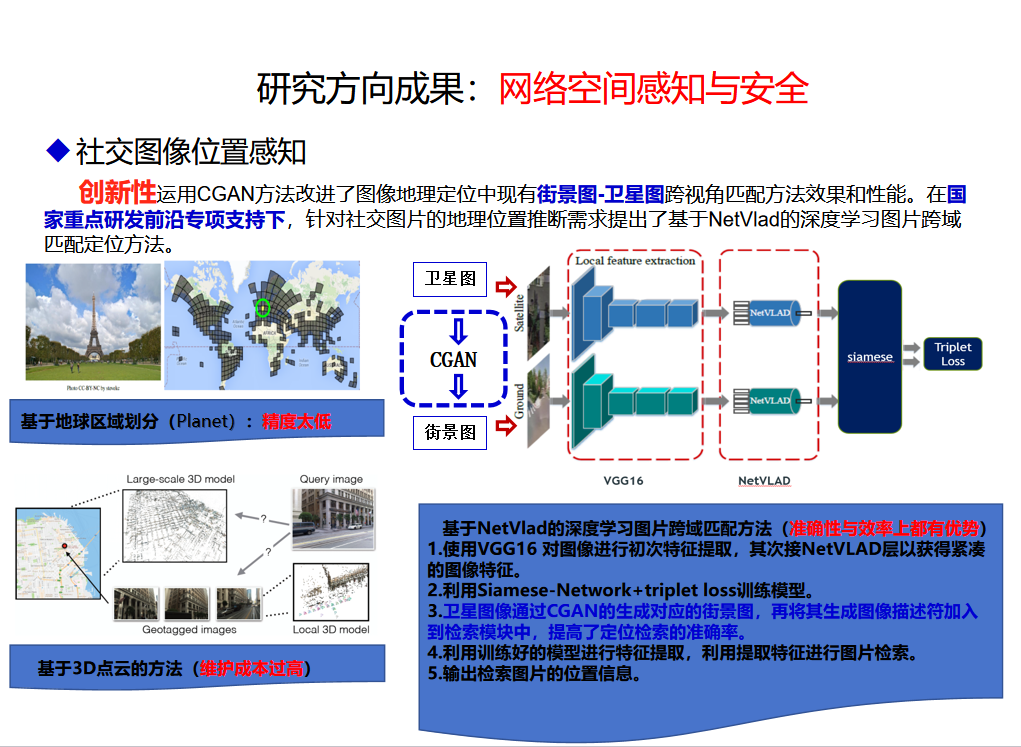 研究方向成果：网络空间感知与安全
社交图像位置感知
创新性运用CGAN方法改进了图像地理定位中现有街景图-卫星图跨视角匹配方法效果和性能。在国
家重点研发前沿专项支持下，针对社交图片的地理位置推断需求提出了基于NetVlad的深度学习图片跨域
匹配定位方法。
Photo CC-BY-NC by stevekc
AFRICA
基于地球区域划分（Planet）：精度太低
Large-scale 3D model
Query image
?
?
Geotagged images
Local 3D model
基于3D点云的方法（维护成本过高）
卫星图
CGAN
街景图
Satellite
Ground
Local feature extraction
NetVLAD
NetVLAD
siamese
Triplet
Loss
VGG16
NetVLAD
基于NetVlad的深度学习图片跨域匹配方法（准确性与效率上都有优势）
1.使用VGG16 对图像进行初次特征提取，其次接NetVLAD层以获得紧凑
的图像特征。
2.利用Siamese-Network+triplet loss训练模型。
3.卫星图像通过CGAN的生成对应的街景图，再将其生成图像描述符加入
到检索模块中，提高了定位检索的准确率。
4.利用训练好的模型进行特征提取，利用提取特征进行图片检索。
5.输出检索图片的位置信息。